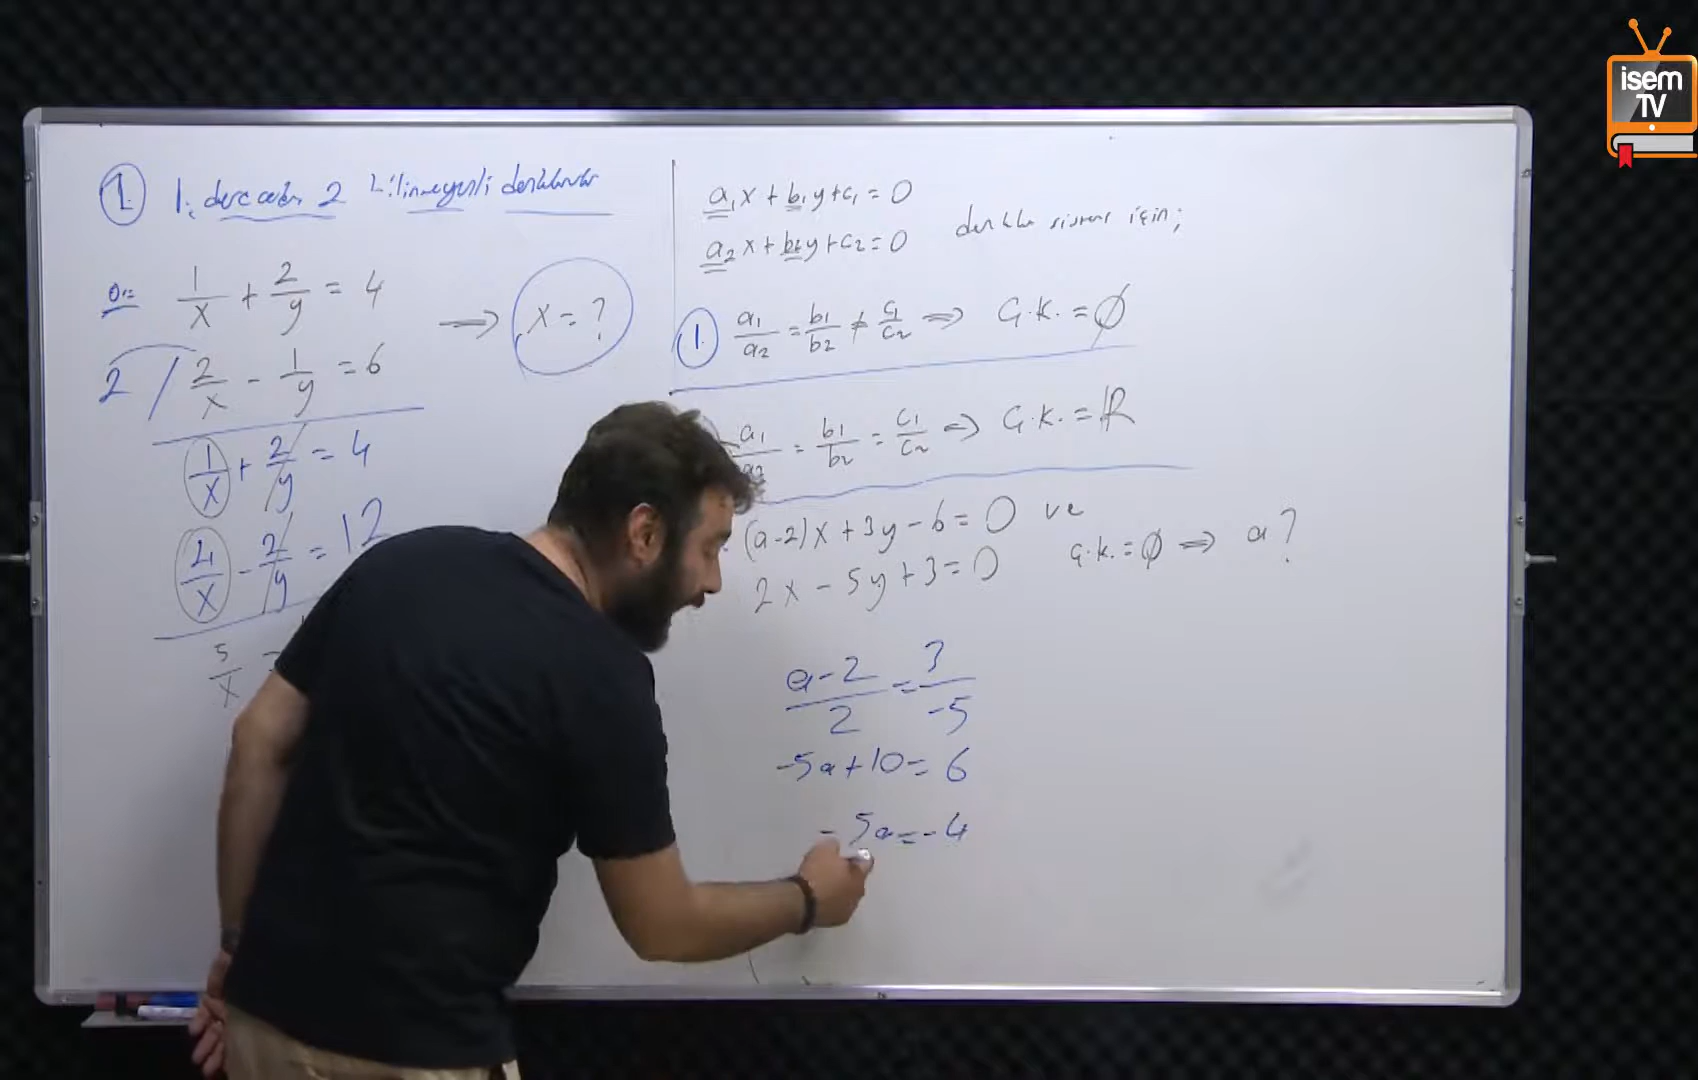 1. 1. dereceden 2 bilinmeyenli denklemler
ör: 1/x + 2/y = 4
⇒ x = ?
2 / 2/x - 1/y = 6
1/x + 2/y = 4
4/x - 2/y = 12
5/x =
a₁x + b₁y + c₁ = 0
a₂x + b₂y + c₂ = 0
denklem sistemi için;
1. a₁/a₂ = b₁/b₂ ≠ c₁/c₂ ⇒ Ç.K. = ∅
a₁/a₂ = b₁/b₂ = c₁/c₂ ⇒ Ç.K. = R
(a-2)x + 3y - 6 = 0 ve
2x - 5y + 3 = 0
Ç.K. = ∅ ⇒ a ?
a-2/2 = 3/-5
-5a + 10 = 6
-5a = -4
isem
TV